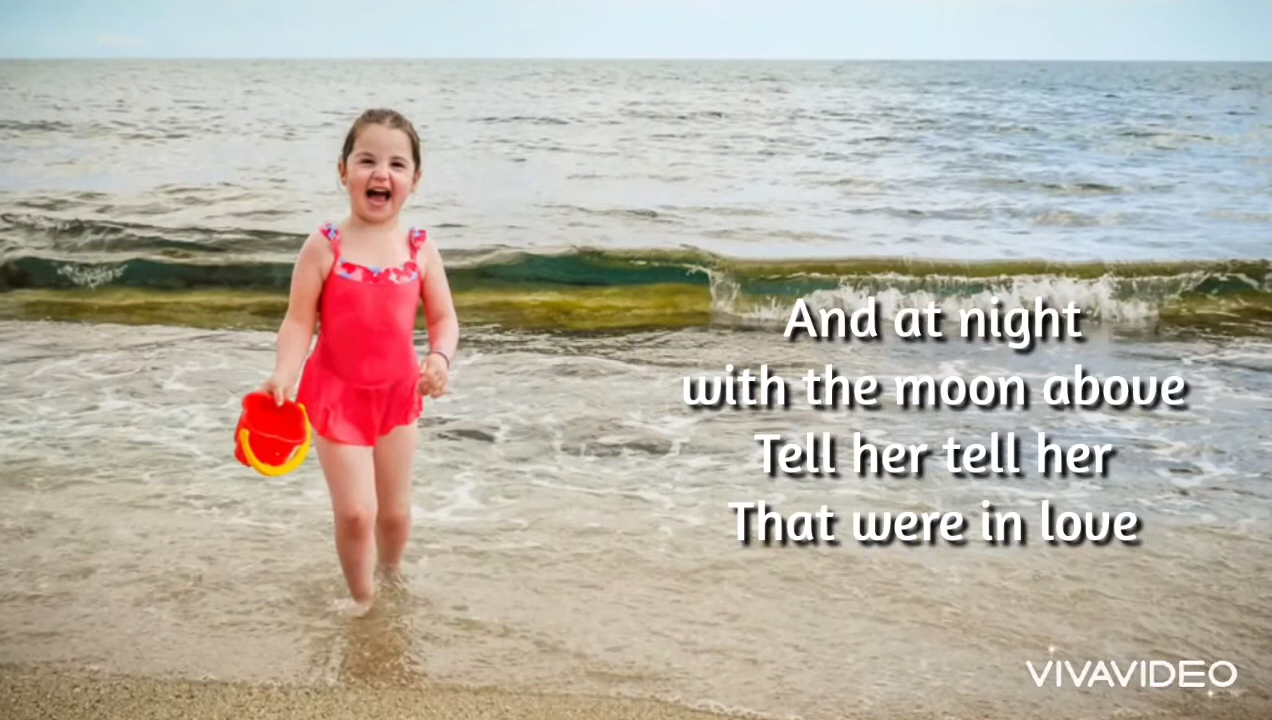 And at night
with the moon above
Tell her tell her
That were in love
VIVAVIDEO